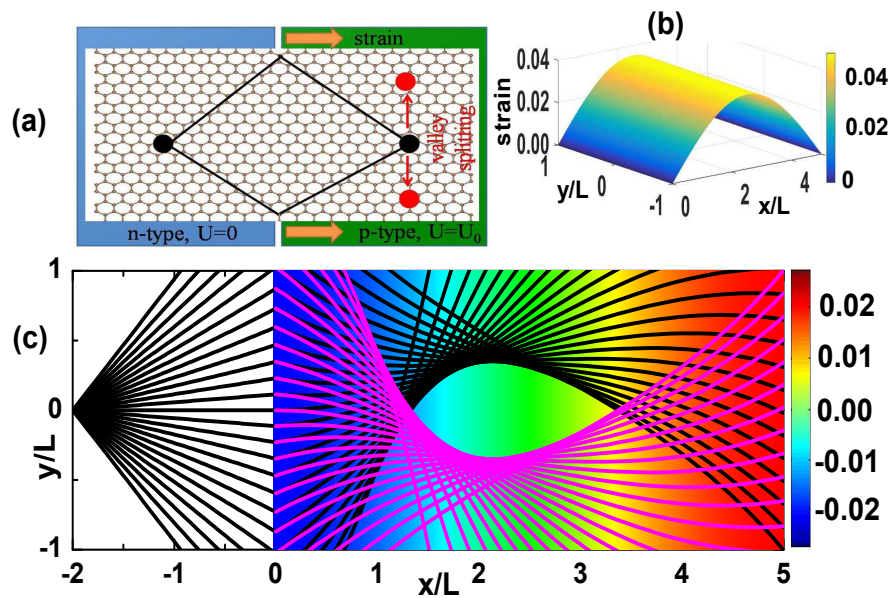 strain
(a)
valley
splitting
n-type, U=0
p-type, U=U₀
(b)
strain
0.04
0.02
0.00
1
0
-1
y/L
0
2
4
x/L
0.04
0.02
0
(c)
y/L
1
0
-1
-2
-1
0
1
2
3
4
5
x/L
0.02
0.01
0.00
-0.01
-0.02